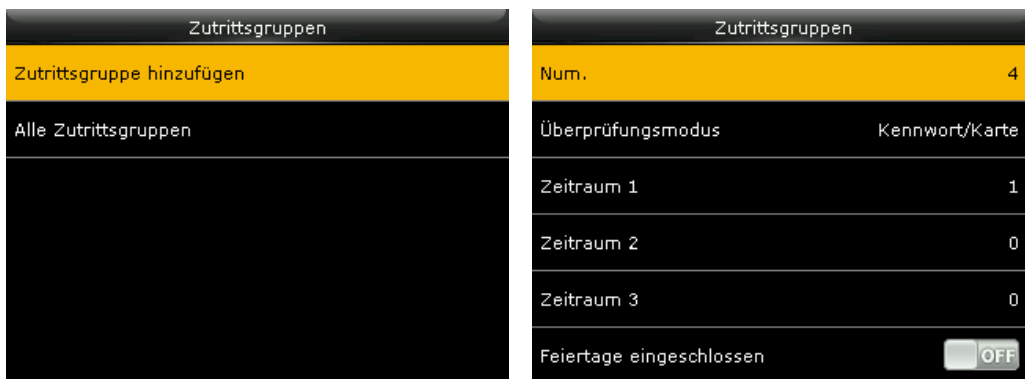 Zutrittsgruppen
Zutrittsgruppe hinzufügen
Alle Zutrittsgruppen
Zutrittsgruppen
Num. 4
Überprüfungsmodus Kennwort/Karte
Zeitraum 1 1
Zeitraum 2 0
Zeitraum 3 0
Feiertage eingeschlossen OFF